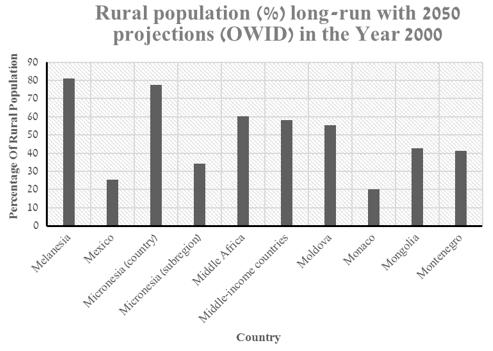 Rural population (%) long-run with 2050
projections (OWID) in the Year 2000
Percentage Of Rural Population
90
80
70
60
50
40
30
20
10
0
Melanesia
Mexico
Micronesia (country)
Micronesia (subregion)
Middle Africa
Middle-income countries
Moldova
Monaco
Mongolia
Montenegro
Country